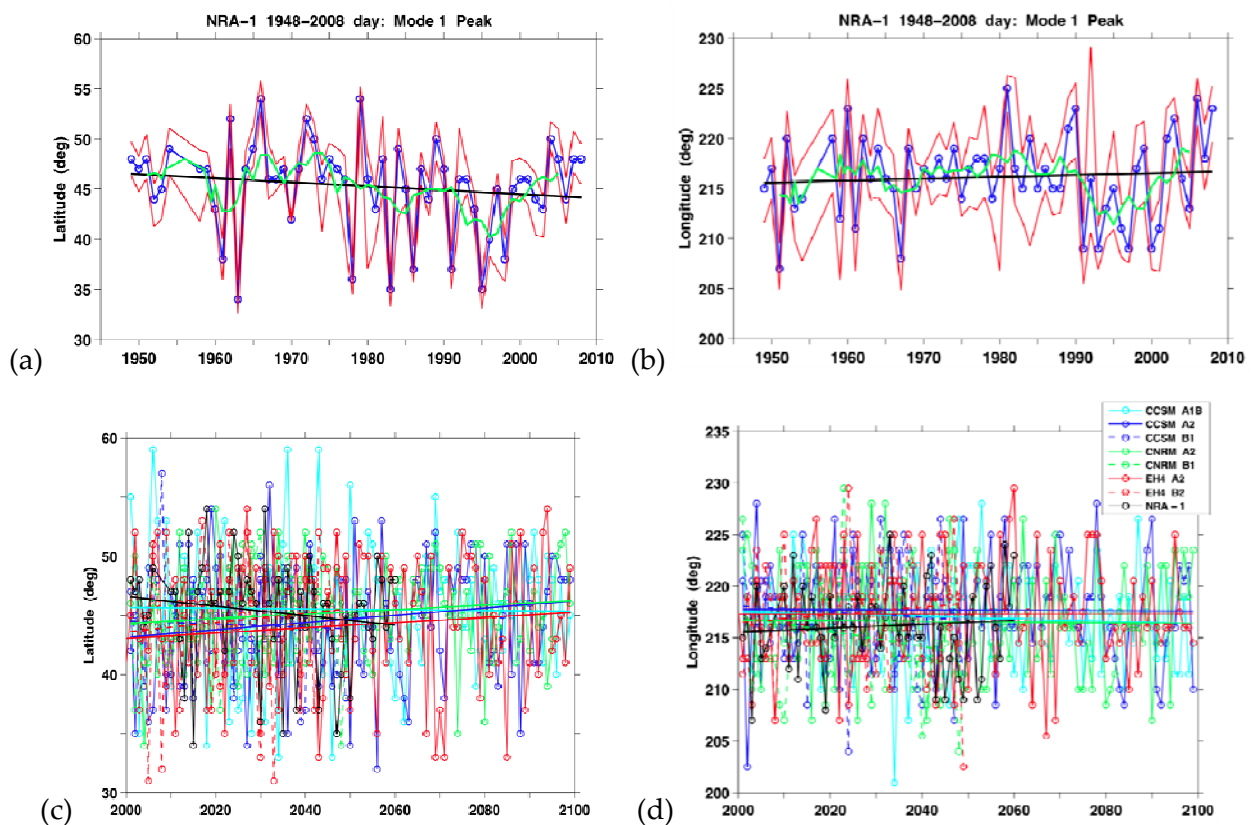 NRA-1 1948-2008 day: Mode 1 Peak
60
55
50
45
40
35
30
Latitude (deg)
1950 1960 1970 1980 1990 2000 2010
(a)
NRA-1 1948-2008 day: Mode 1 Peak
230
225
220
215
210
205
200
Longitude (deg)
1950 1960 1970 1980 1990 2000 2010
(b)
60
50
40
30
Latitude (deg)
2000 2020 2040 2060 2080 2100
(c)
235
230
225
220
215
210
205
200
Longitude (deg)
2000 2020 2040 2060 2080 2100
(d)
CCSM A1B
CCSM A2
CCSM B1
CNRM A2
CNRM B1
EH4 A2
EH4 B2
NRA-1